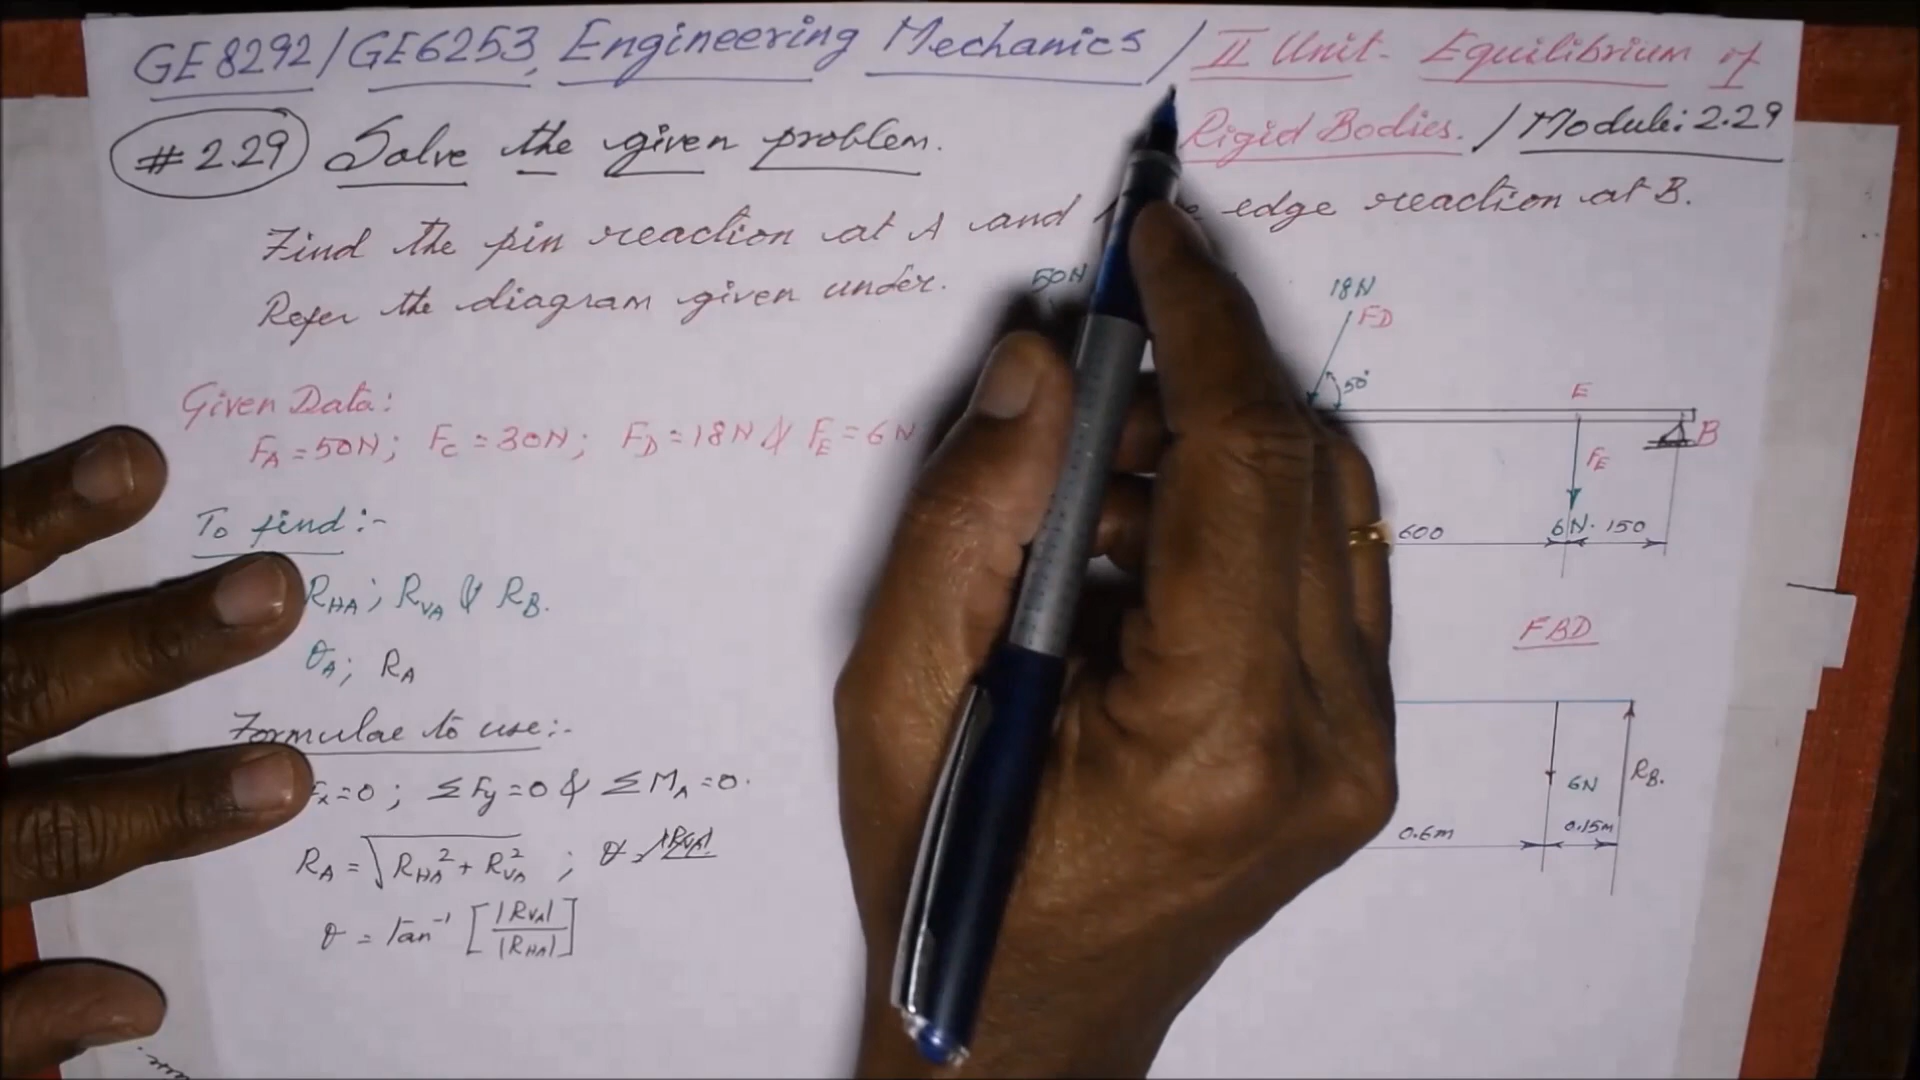 GE8292/GE6253, Engineering Mechanics / II Unit - Equilibrium of
Rigid Bodies. / Module: 2.29
#2.29 Solve the given problem.
Find the pin reaction at A and edge reaction at B.
Refer the diagram given under.
50N
18N
FD
50°
E
B
FE
600
6N.
150
Given Data:
FA = 50N; FC = 30N; FD = 18N & FE = 6N
To find :-
RHA; RVA & RB.
θA; RA
Formulae to use:-
Fx = 0; ΣFy = 0 & ΣMA = 0.
RA = √RHA² + RVA² ; θ
θ = Tan⁻¹ [|RVA| / |RHA|]
FBD
6N
RB.
0.6m
0.15m